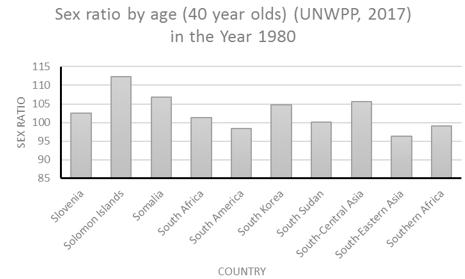 Sex ratio by age (40 year olds) (UNWPP, 2017)
in the Year 1980
115
110
105
100
95
90
85
SEX RATIO
Slovenia
Solomon Islands
Somalia
South Africa
South America
South Korea
South Sudan
South-Central Asia
South-Eastern Asia
Southern Africa
COUNTRY